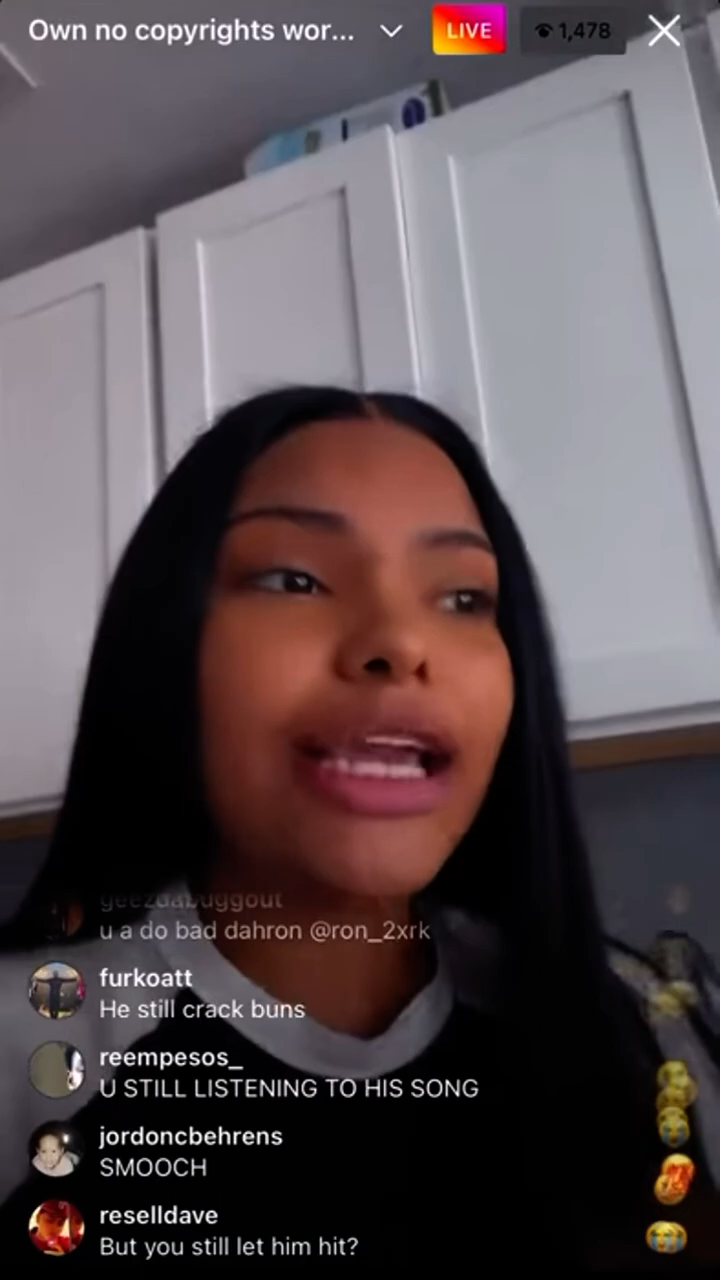 Own no copyrights wor...
LIVE
1,478
geezdabuggout
u a do bad dahron @ron_2xrk
furkoatt
He still crack buns
reempesos_
U STILL LISTENING TO HIS SONG
jordoncbehrens
SMOOCH
reselldave
But you still let him hit?